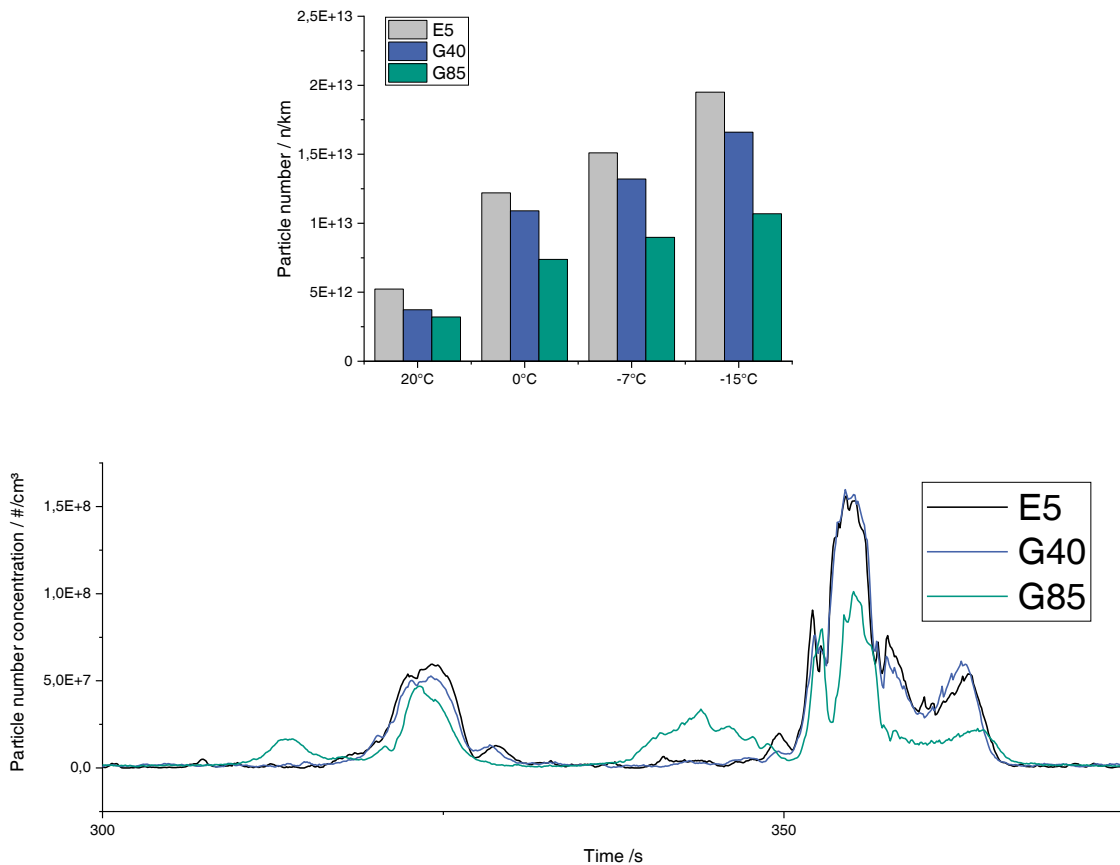 2,5E+13
2E+13
1,5E+13
1E+13
5E+12
0
Particle number / n/km
E5
G40
G85
20°C
0°C
-7°C
-15°C
Particle number concentration / #/cm³
1,5E+8
1,0E+8
5,0E+7
0,0
E5
G40
G85
300
350
Time /s